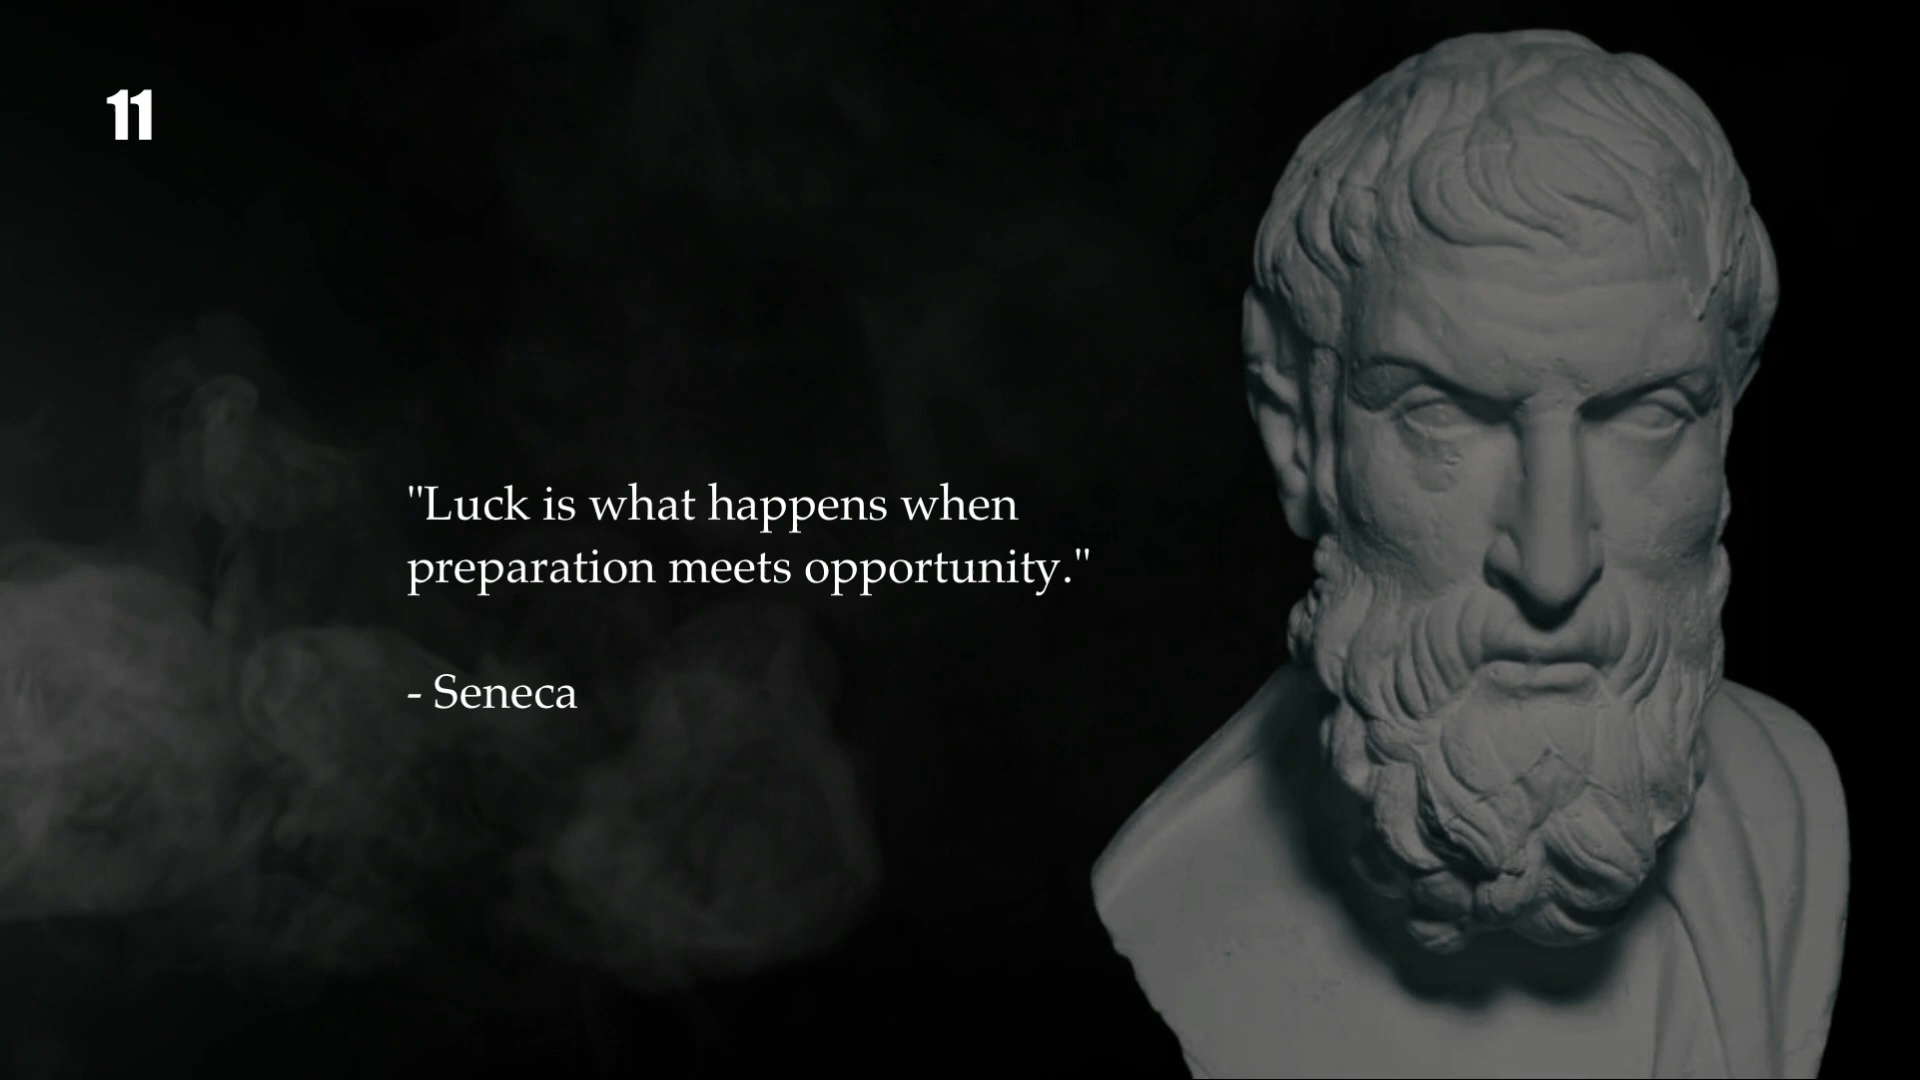 11
"Luck is what happens when
preparation meets opportunity."
- Seneca